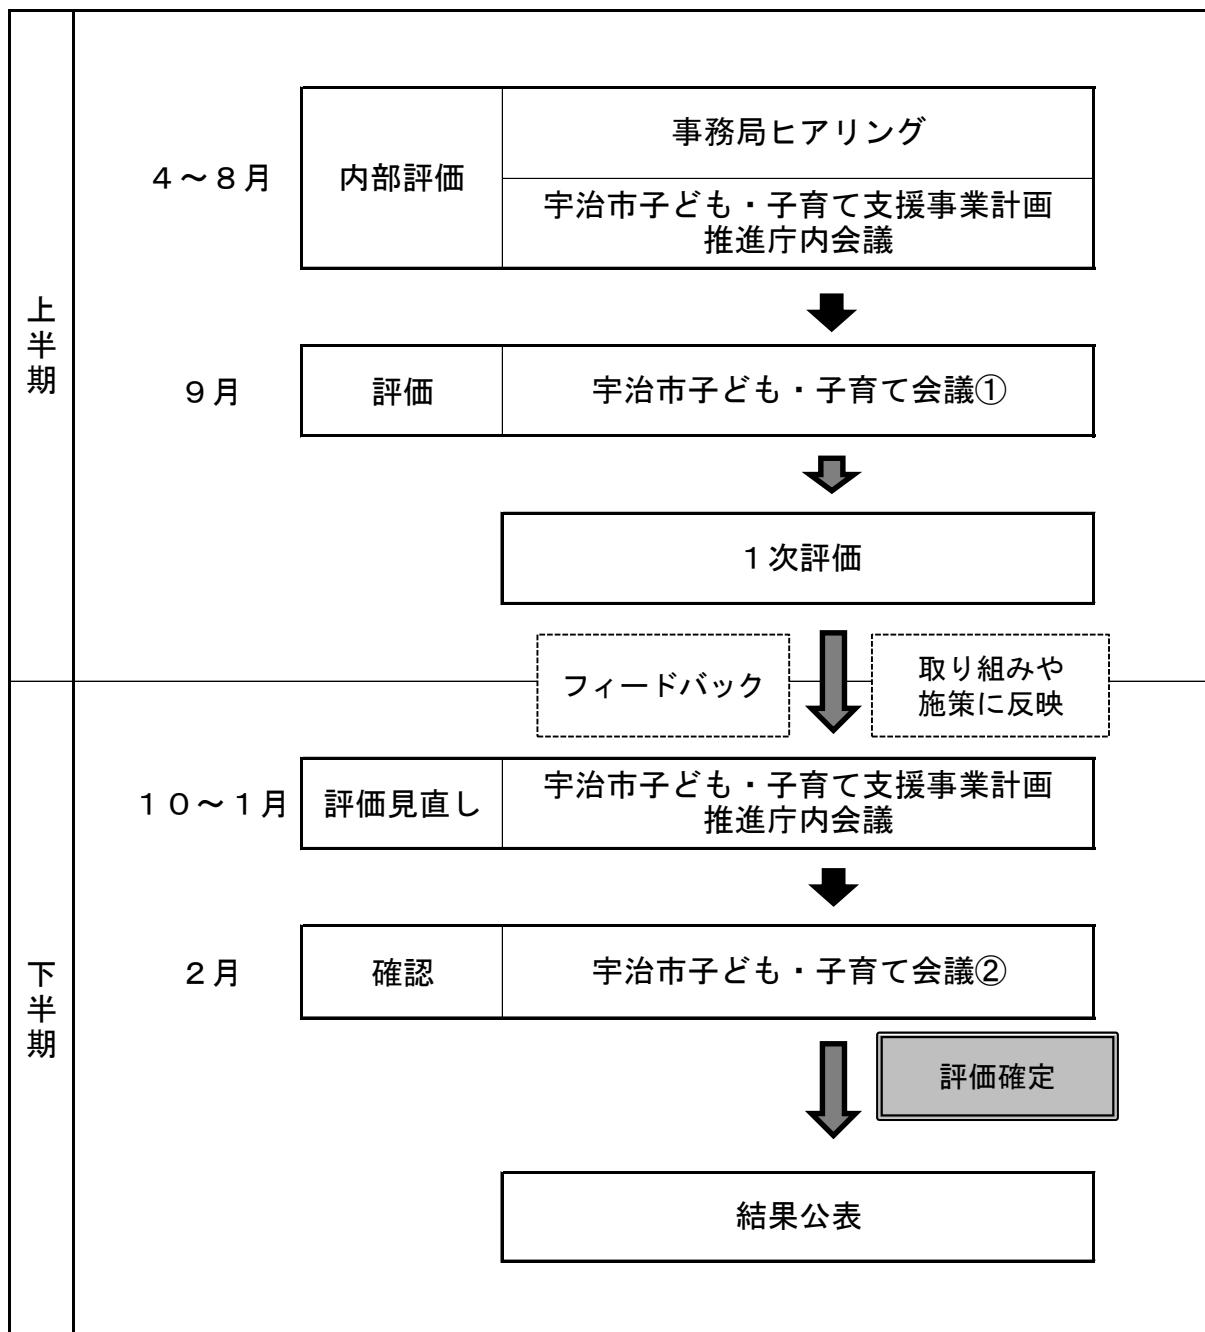 上半期
４～８月
内部評価
事務局ヒアリング
宇治市子ども・子育て支援事業計画
推進庁内会議
９月
評価
宇治市子ども・子育て会議①
１次評価
フィードバック
取り組みや
施策に反映
下半期
１０～１月
評価見直し
宇治市子ども・子育て支援事業計画
推進庁内会議
２月
確認
宇治市子ども・子育て会議②
評価確定
結果公表